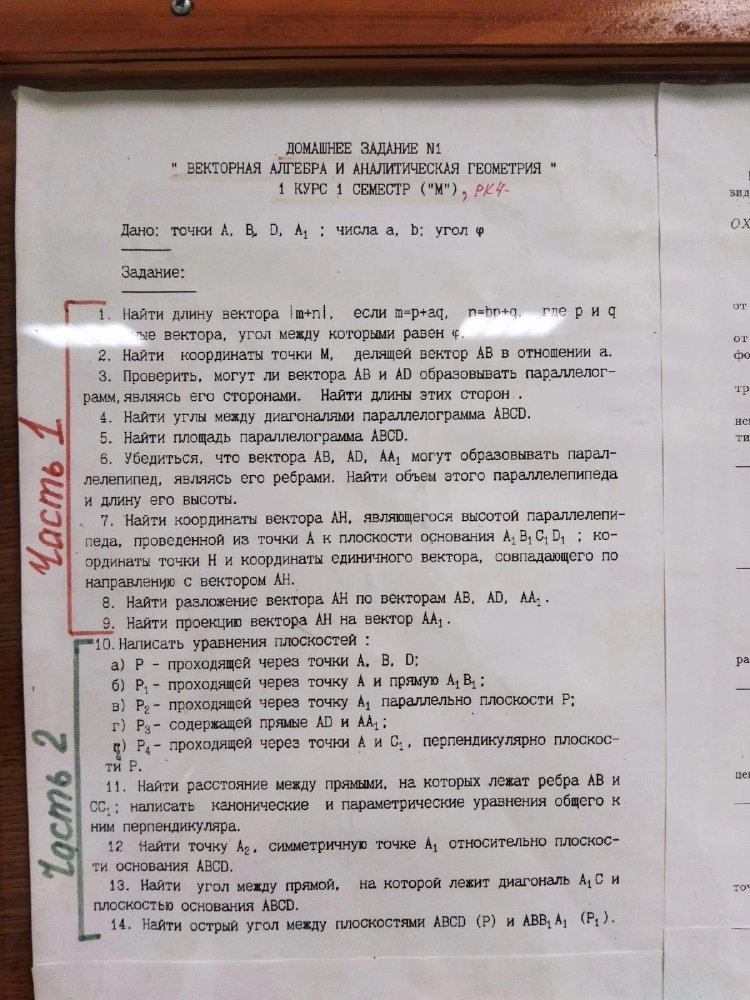 ДОМАШНЕЕ ЗАДАНИЕ N1
" ВЕКТОРНАЯ АЛГЕБРА И АНАЛИТИЧЕСКАЯ ГЕОМЕТРИЯ "
1 КУРС 1 СЕМЕСТР ("М"), РК4-
Дано: точки A, B, D, A₁ ; числа a, b; угол φ
Задание:
Часть 1
1. Найти длину вектора |m+n|, если m=p+aq, n=bp+q, где p и q
вектора, угол между которыми равен φ.
2. Найти координаты точки М, делящей вектор АВ в отношении a.
3. Проверить, могут ли вектора АВ и AD образовывать параллелог-
рамм, являясь его сторонами. Найти длины этих сторон..
4. Найти углы между диагоналями параллелограмма ABCD.
5. Найти площадь параллелограмма ABCD.
6. Убедиться, что вектора AB, AD, AA₁ могут образовывать парал-
лелепипед, являясь его ребрами. Найти объем этого параллелепипеда
и длину его высоты.
7. Найти координаты вектора AH, являющегося высотой параллелепи-
педа, проведенной из точки A к плоскости основания A₁B₁C₁D₁ ; ко-
ординаты точки H и координаты единичного вектора, совпадающего по
направлению с вектором AH.
8. Найти разложение вектора AH по векторам AB, AD, AA₁.
9. Найти проекцию вектора AH на вектор AA₁.
Часть 2
10. Написать уравнения плоскостей :
а) P - проходящей через точки A, B, D;
б) P₁ - проходящей через точку A и прямую A₁B₁;
в) P₂ - проходящей через точку A₁ параллельно плоскости P;
г) P₃ - содержащей прямые AD и AA₁;
д) P₄ - проходящей через точки A и C₁, перпендикулярно плоскос-
ти P.
11. Найти расстояние между прямыми, на которых лежат ребра AB и
CC₁; написать канонические и параметрические уравнения общего к
ним перпендикуляра.
12 Найти точку A₂, симметричную точке A₁ относительно плоскос-
ти основания ABCD.
13. Найти угол между прямой, на которой лежит диагональ A₁C и
плоскостью основания ABCD.
14. Найти острый угол между плоскостями ABCD (P) и ABB₁A₁ (P₁).
вид
ОХ
от
от
фо
тр
ти
ра